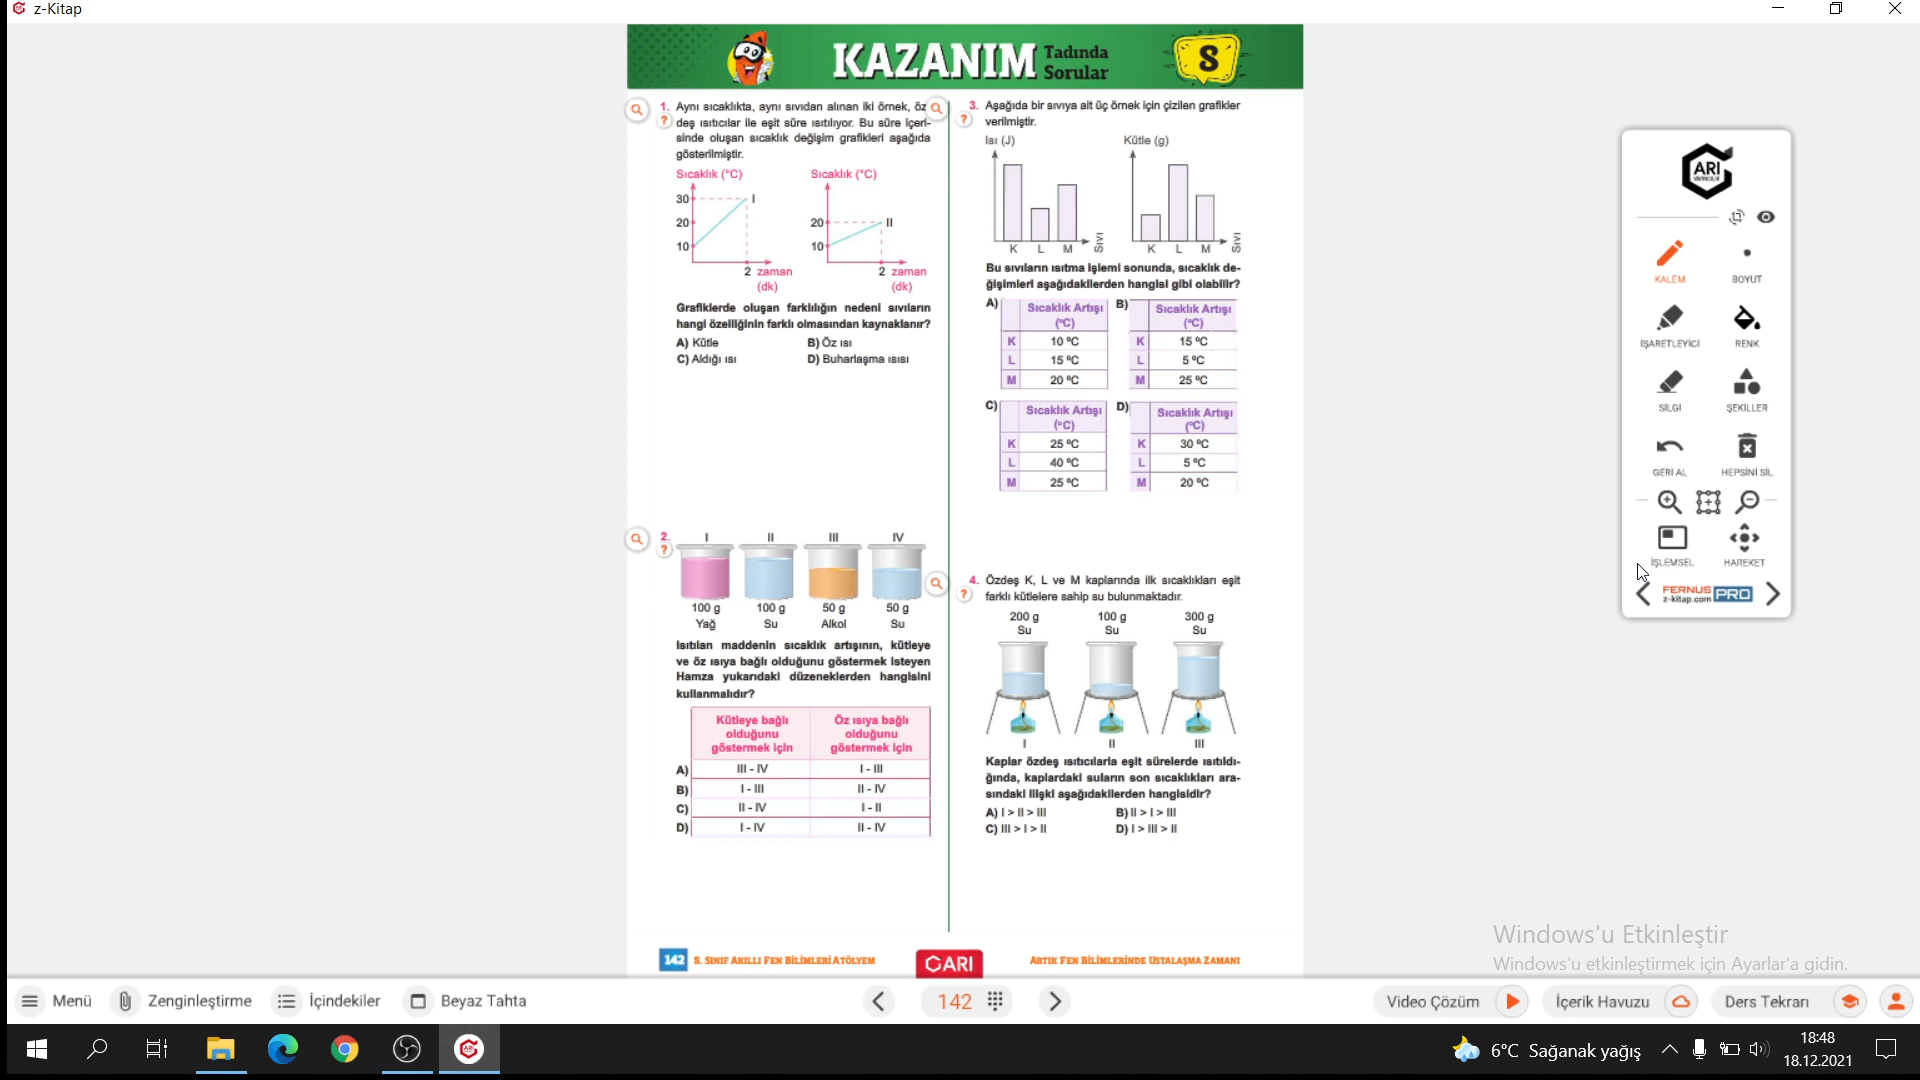 z-Kitap
KAZANIM Tadında Sorular
8
1. Aynı sıcaklıkta, aynı sıvıdan alınan iki örnek, öz
deş ısıtıcılar ile eşit süre ısıtılıyor. Bu süre içeri-
sinde oluşan sıcaklık değişim grafikleri aşağıda
gösterilmiştir.
Sıcaklık (°C)
30
20
10
I
2 zaman
(dk)
Sıcaklık (°C)
20
10
II
2 zaman
(dk)
Grafiklerde oluşan farklılığın nedeni sıvıların
hangi özelliğinin farklı olmasından kaynaklanır?
A) Kütle B) Öz ısı
C) Aldığı ısı D) Buharlaşma ısısı
2.
I II III IV
100 g 100 g 50 g 50 g
Yağ Su Alkol Su
Isıtılan maddenin sıcaklık artışının, kütleye
ve öz ısıya bağlı olduğunu göstermek isteyen
Hamza yukarıdaki düzeneklerden hangisini
kullanmalıdır?
Kütleye bağlı olduğunu göstermek için
Öz ısıya bağlı olduğunu göstermek için
A) III - IV I - III
B) I - III II - IV
C) II - IV I - II
D) I - IV II - IV
3. Aşağıda bir sıvıya ait üç örnek için çizilen grafikler
verilmiştir.
Isı (J)
K L M Sıvı
Kütle (g)
K L M Sıvı
Bu sıvıların ısıtma işlemi sonunda, sıcaklık de-
ğişimleri aşağıdakilerden hangisi gibi olabilir?
A) Sıcaklık Artışı (°C)
K 10 °C
L 15 °C
M 20 °C
B) Sıcaklık Artışı (°C)
K 15 °C
L 5 °C
M 25 °C
C) Sıcaklık Artışı (°C)
K 25 °C
L 40 °C
M 25 °C
D) Sıcaklık Artışı (°C)
K 30 °C
L 5 °C
M 20 °C
4. Özdeş K, L ve M kaplarında ilk sıcaklıkları eşit
farklı kütlelere sahip su bulunmaktadır.
200 g 100 g 300 g
Su Su Su
I II III
Kaplar özdeş ısıtıcılarla eşit sürelerde ısıtıldı-
ğında, kaplardaki suların son sıcaklıkları ara-
sındaki ilişki aşağıdakilerden hangisidir?
A) I > II > III B) II > I > III
C) III > I > II D) I > III > II
142 8. SINIF AKILLI FEN BİLİMLERİ ATÖLYEM
ARI
ARTIK FEN BİLİMLERİNDE USTALAŞMA ZAMANI
ARI
YAYINCILIK
KALEM BOYUT
İŞARETLEYİCİ RENK
SİLGİ ŞEKİLLER
GERİ AL HEPSİNİ SİL
İŞLEMSEL HAREKET
FERNUS
z-kitap.com PRO
Windows'u Etkinleştir
Windows'u etkinleştirmek için Ayarlar'a gidin.
Menü Zenginleştirme İçindekiler Beyaz Tahta 142 Video Çözüm İçerik Havuzu Ders Tekrarı
6°C Sağanak yağış
18:48
18.12.2021